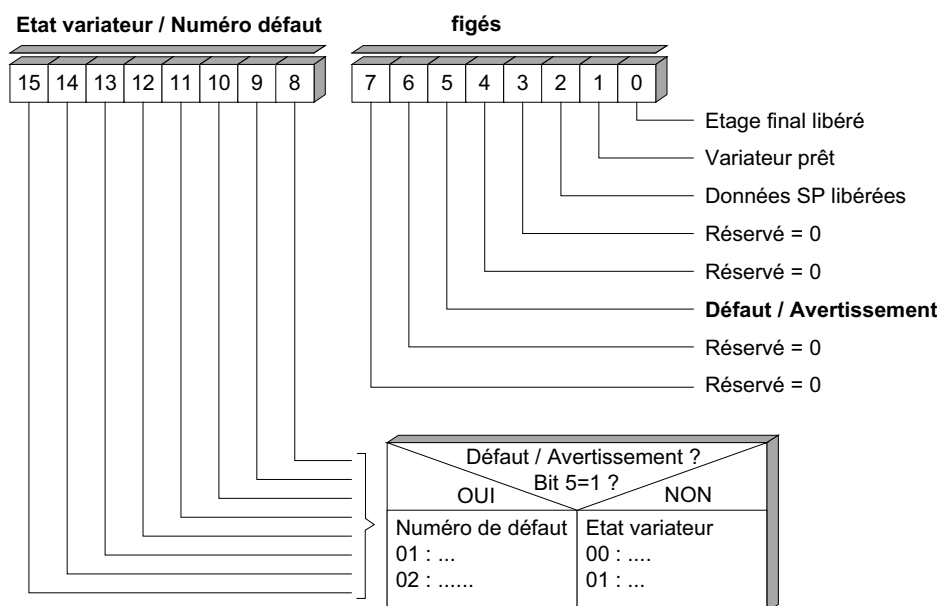 Etat variateur / Numéro défaut
figés
15 14 13 12 11 10 9 8
7 6 5 4 3 2 1 0
Etage final libéré
Variateur prêt
Données SP libérées
Réservé = 0
Réservé = 0
Défaut / Avertissement
Réservé = 0
Réservé = 0
Défaut / Avertissement ?
Bit 5=1 ?
OUI
NON
Numéro de défaut
01 : ...
02 : ......
Etat variateur
00 : ....
01 : ...